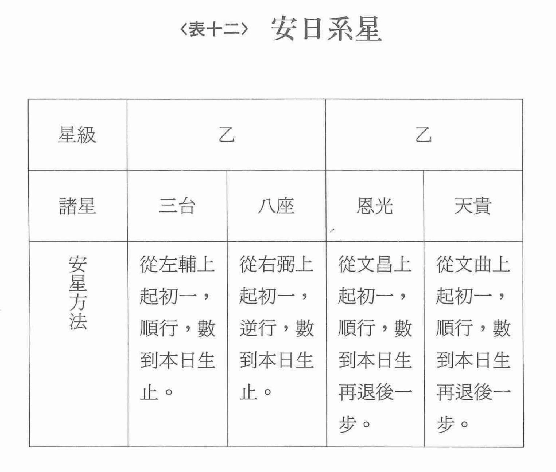 〈表十二〉 安日系星
星級 乙 乙
諸星 三台 八座 恩光 天貴
安星方法
從左輔上
起初一，
順行，數
到本日生
止。
從右弼上
起初一，
逆行，數
到本日生
止。
從文昌上
起初一，
順行，數
到本日生
再退後一
步。
從文曲上
起初一，
順行，數
到本日生
再退後一
步。